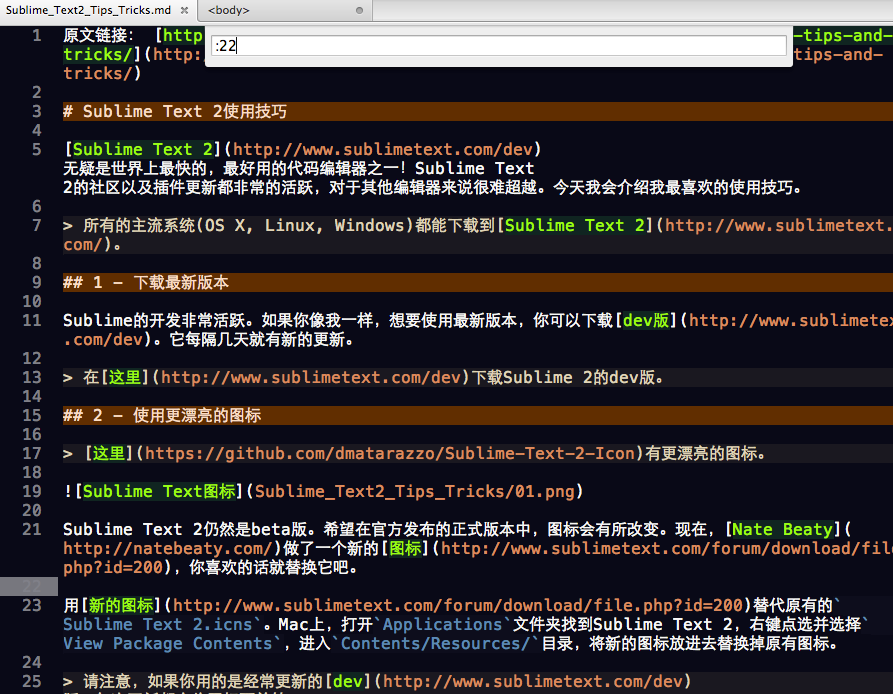 Sublime_Text2_Tips_Tricks.md × <body>
:22
1 原文链接： [http -tips-and-
tricks/](http: tips-and-
tricks/)
2
3 # Sublime Text 2使用技巧
4
5 [Sublime Text 2](http://www.sublimetext.com/dev)
无疑是世界上最快的，最好用的代码编辑器之一！Sublime Text
2的社区以及插件更新都非常的活跃，对于其他编辑器来说很难超越。今天我会介绍我最喜欢的使用技巧。
6
7 > 所有的主流系统(OS X, Linux, Windows)都能下载到[Sublime Text 2](http://www.sublimetext.
com/)。
8
9 ## 1 - 下载最新版本
10
11 Sublime的开发非常活跃。如果你像我一样，想要使用最新版本，你可以下载[dev版](http://www.sublimetex
.com/dev)。它每隔几天就有新的更新。
12
13 > 在[这里](http://www.sublimetext.com/dev)下载Sublime 2的dev版。
14
15 ## 2 - 使用更漂亮的图标
16
17 > [这里](https://github.com/dmatarazzo/Sublime-Text-2-Icon)有更漂亮的图标。
18
19 ![Sublime Text图标](Sublime_Text2_Tips_Tricks/01.png)
20
21 Sublime Text 2仍然是beta版。希望在官方发布的正式版本中，图标会有所改变。现在，[Nate Beaty](
http://natebeaty.com/)做了一个新的[图标](http://www.sublimetext.com/forum/download/file
php?id=200)，你喜欢的话就替换它吧。
22
23 用[新的图标](http://www.sublimetext.com/forum/download/file.php?id=200)替代原有的`
Sublime Text 2.icns`。Mac上，打开`Applications`文件夹找到Sublime Text 2，右键点选并选择`
View Package Contents`，进入`Contents/Resources/`目录，将新的图标放进去替换掉原有图标。
24
25 > 请注意，如果你用的是经常更新的[dev](http://www.sublimetext.com/dev)